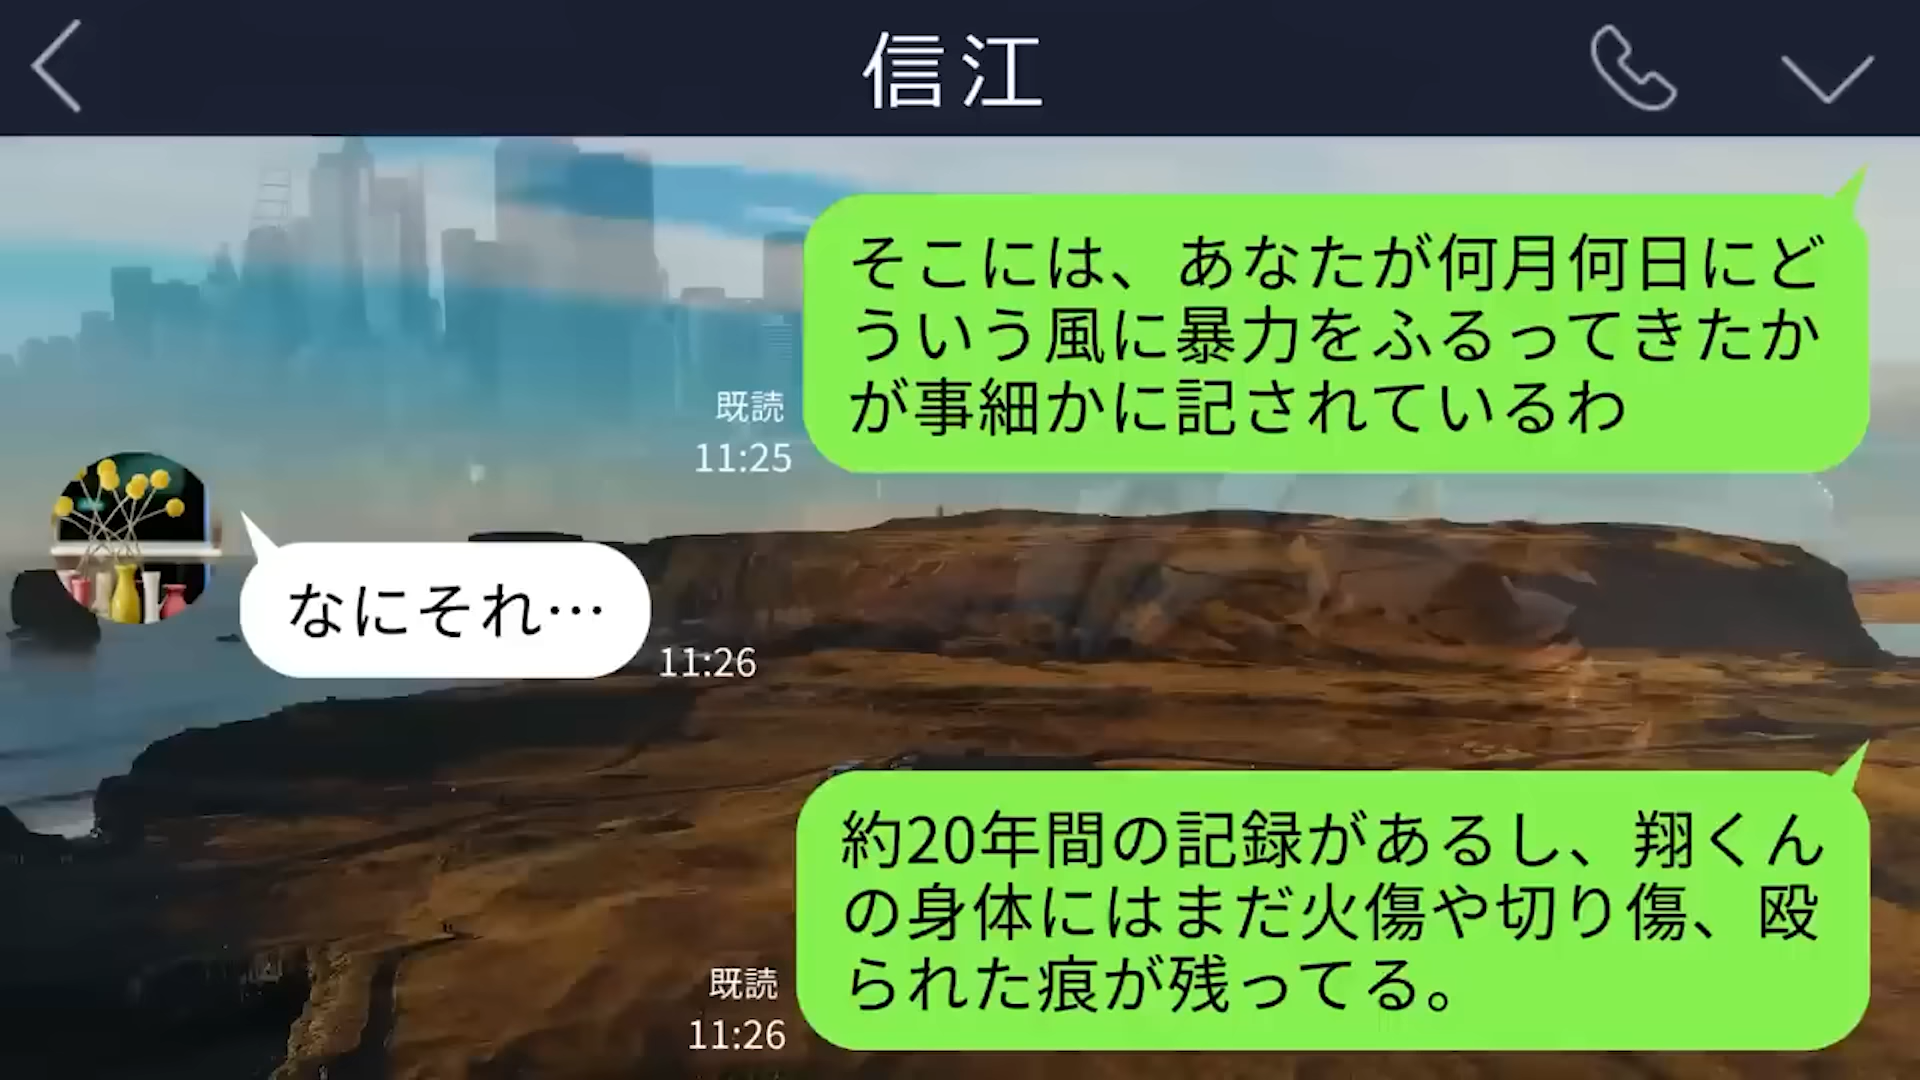 信江
そこには、あなたが何月何日にど
ういう風に暴力をふるってきたか
が事細かに記されているわ
既読
11:25
なにそれ…
11:26
約20年間の記録があるし、翔くん
の身体にはまだ火傷や切り傷、殴
られた痕が残ってる。
既読
11:26